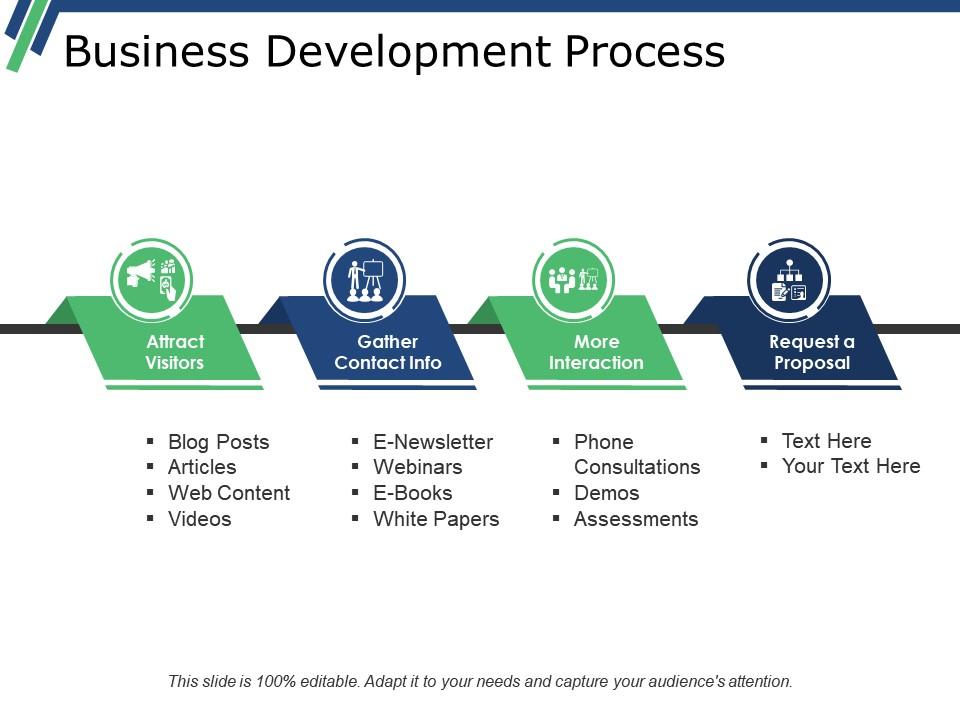 Business Development Process
Attract
Visitors
Gather
Contact Info
More
Interaction
Request a
Proposal
▪ Blog Posts
▪ Articles
▪ Web Content
▪ Videos
▪ E-Newsletter
▪ Webinars
▪ E-Books
▪ White Papers
▪ Phone
Consultations
▪ Demos
▪ Assessments
▪ Text Here
▪ Your Text Here
This slide is 100% editable. Adapt it to your needs and capture your audience's attention.